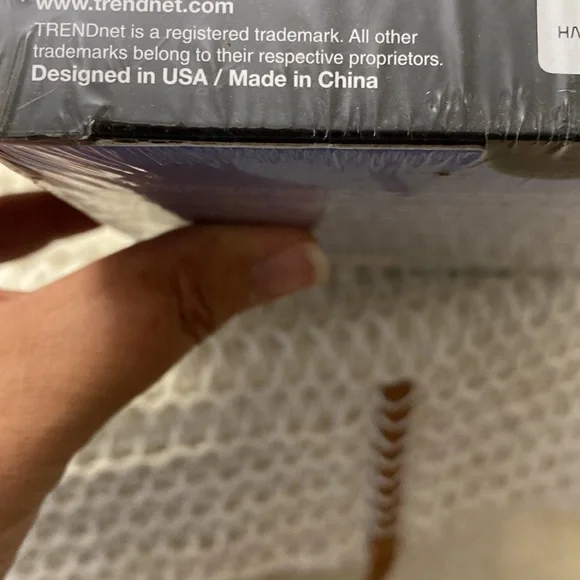 www.trendnet.com
TRENDnet is a registered trademark. All other
trademarks belong to their respective proprietors.
Designed in USA / Made in China